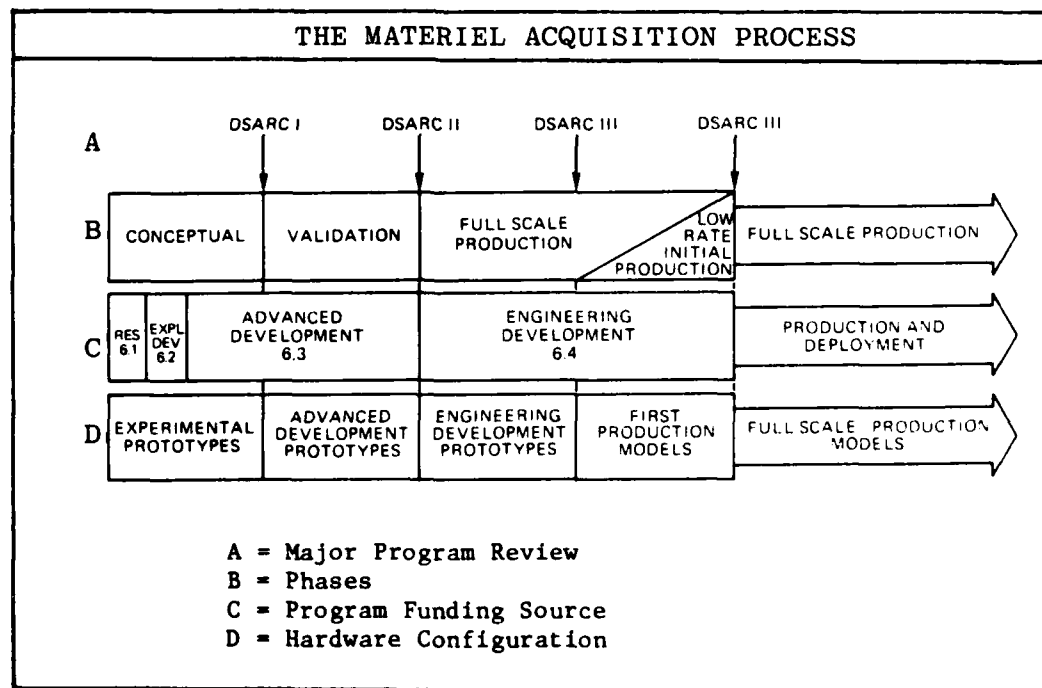 THE MATERIEL ACQUISITION PROCESS
DSARC I
DSARC II
DSARC III
DSARC III
A
B
CONCEPTUAL
VALIDATION
FULL SCALE
PRODUCTION
LOW
RATE
INITIAL
PRODUCTION
FULL SCALE PRODUCTION
C
RES
6.1
EXPL
DEV
6.2
ADVANCED
DEVELOPMENT
6.3
ENGINEERING
DEVELOPMENT
6.4
PRODUCTION AND
DEPLOYMENT
D
EXPERIMENTAL
PROTOTYPES
ADVANCED
DEVELOPMENT
PROTOTYPES
ENGINEERING
DEVELOPMENT
PROTOTYPES
FIRST
PRODUCTION
MODELS
FULL SCALE PRODUCTION
MODELS
A = Major Program Review
B = Phases
C = Program Funding Source
D = Hardware Configuration